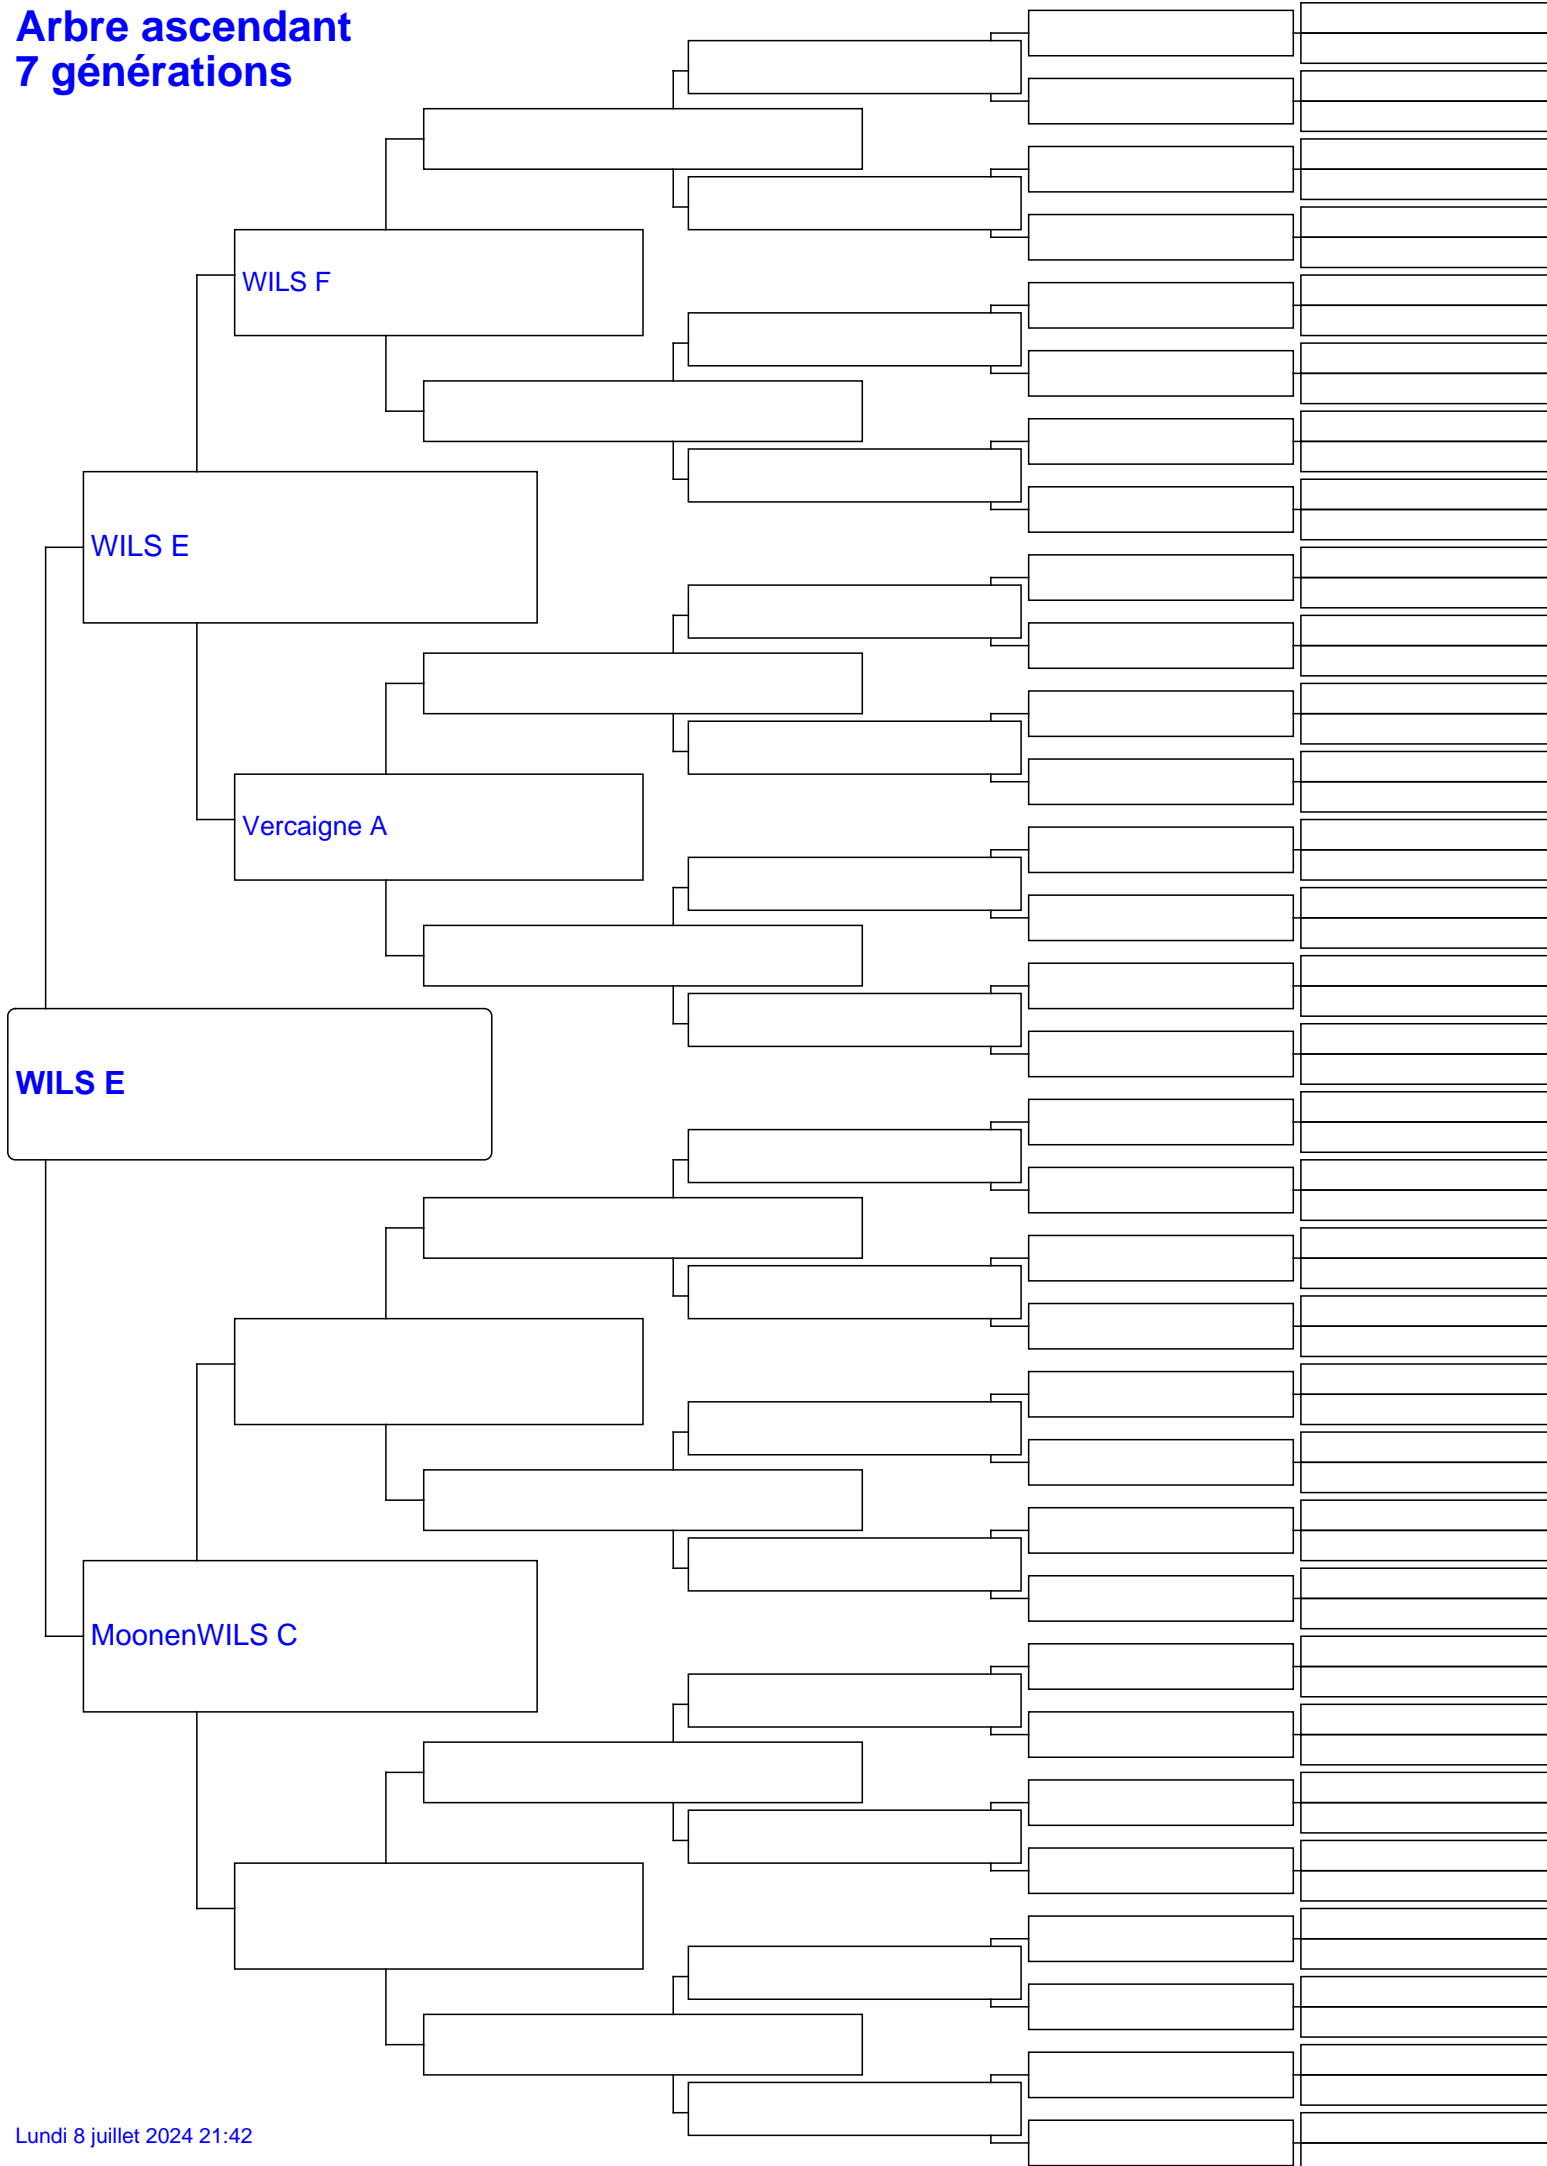 Arbre ascendant
7 générations
WILS F
WILS E
Vercaigne A
WILS E
MoonenWILS C
Lundi 8 juillet 2024 21:42